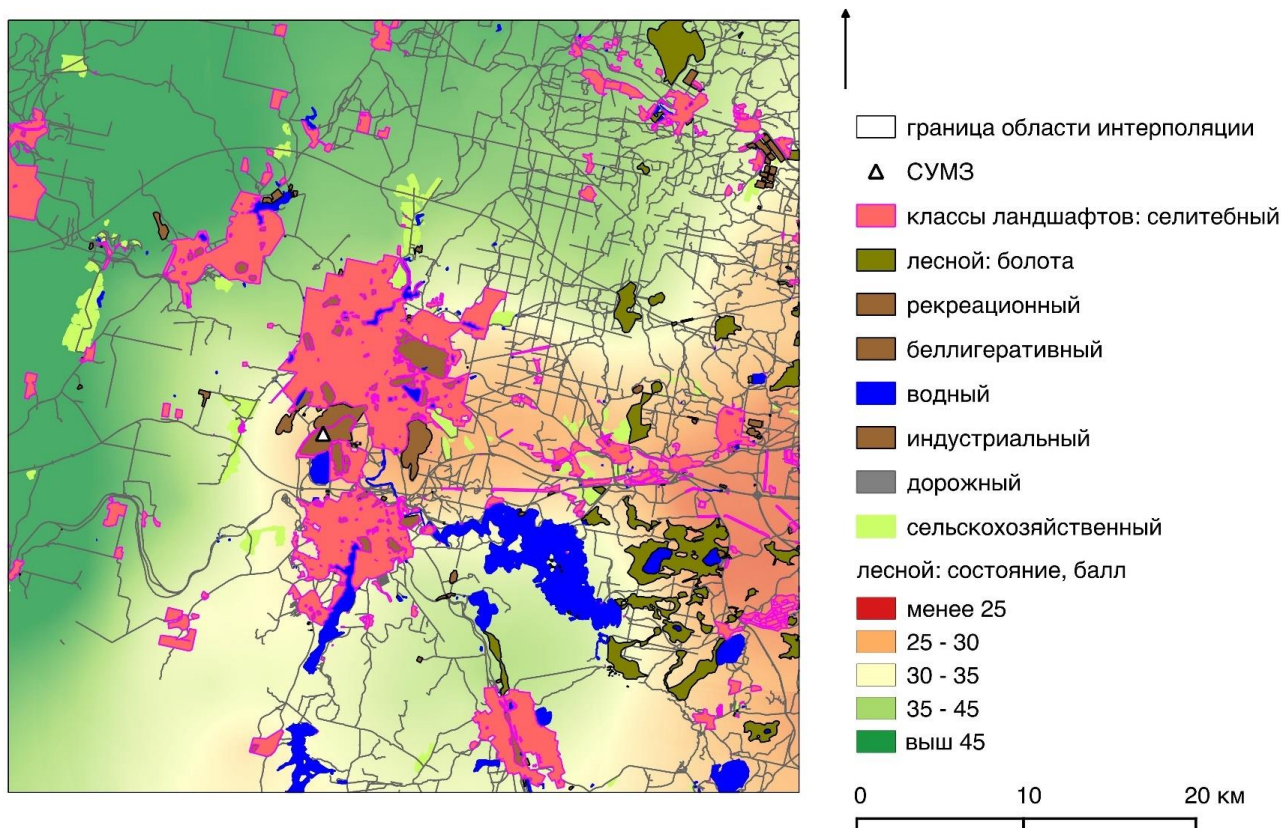 граница области интерполяции
СУМЗ
классы ландшафтов: селитебный
лесной: болота
рекреационный
беллигеративный
водный
индустриальный
дорожный
сельскохозяйственный
лесной: состояние, балл
менее 25
25 - 30
30 - 35
35 - 45
выш 45
0 10 20 км